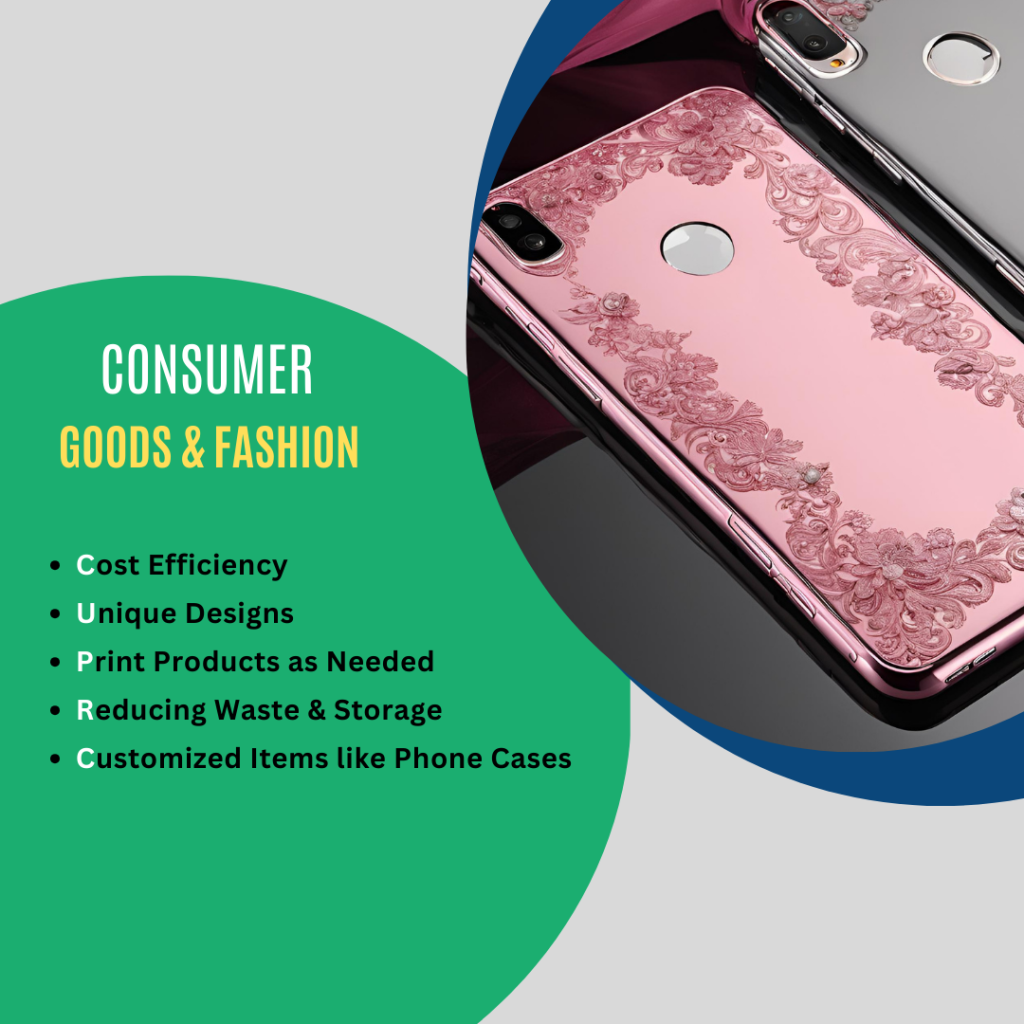 CONSUMER
GOODS & FASHION
• Cost Efficiency
• Unique Designs
• Print Products as Needed
• Reducing Waste & Storage
• Customized Items like Phone Cases